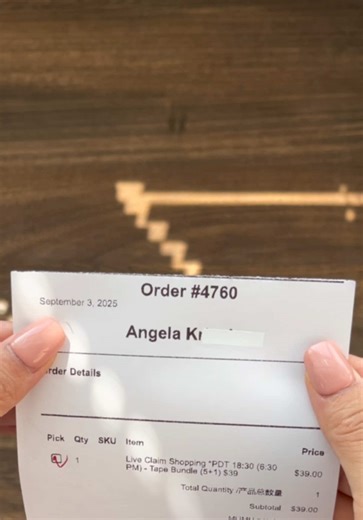 Order #4760
September 3, 2025
Angela
Order Details
Pick Qty SKU Item Price
1 Live Claim Shopping *PDT 18:30 (6:30
PM) - Tape Bundle (5+1) $39 $39.00
Total Quantity /产品总数量 1
Subtotal $39.00